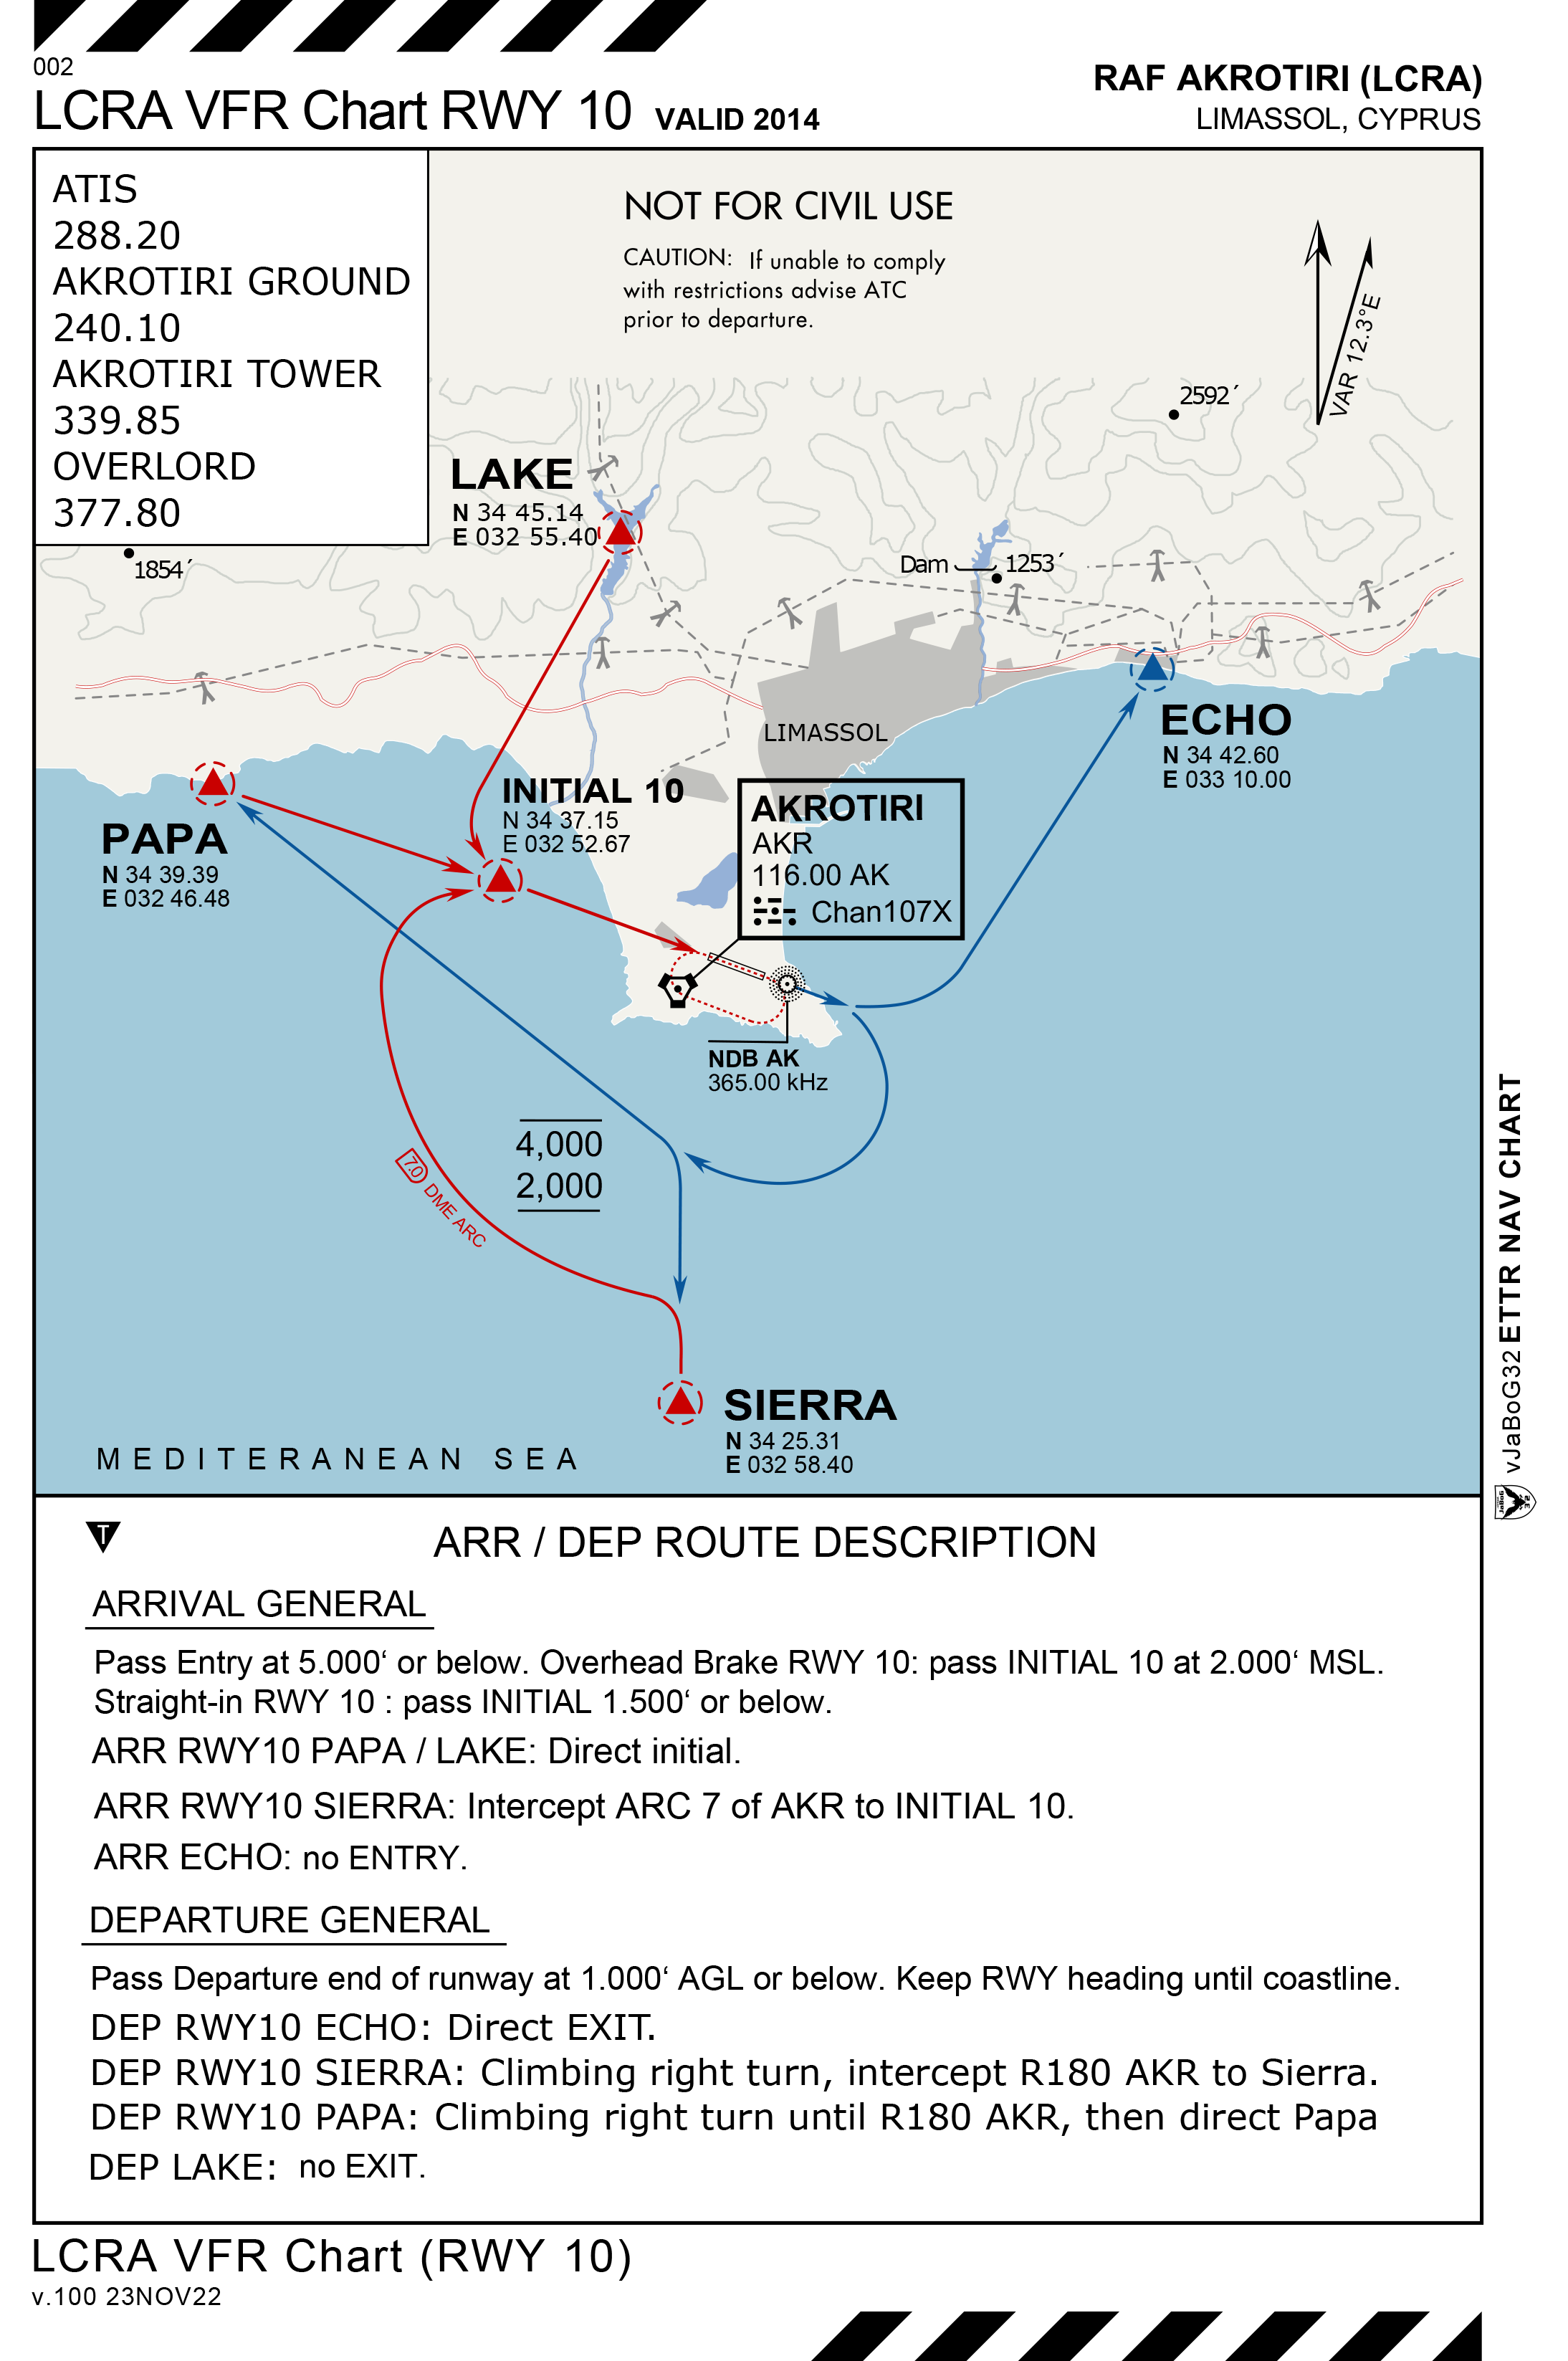 002
LCRA VFR Chart RWY 10 VALID 2014
RAF AKROTIRI (LCRA)
LIMASSOL, CYPRUS
ATIS
288.20
AKROTIRI GROUND
240.10
AKROTIRI TOWER
339.85
OVERLORD
377.80
NOT FOR CIVIL USE
CAUTION: If unable to comply
with restrictions advise ATC
prior to departure.
VAR 12.3°E
2592´
LAKE
N 34 45.14
E 032 55.40
1854´
Dam 1253´
ECHO
N 34 42.60
E 033 10.00
LIMASSOL
INITIAL 10
N 34 37.15
E 032 52.67
PAPA
N 34 39.39
E 032 46.48
AKROTIRI
AKR
116.00 AK
Chan107X
NDB AK
365.00 kHz
4,000
2,000
7.0 DME ARC
SIERRA
N 34 25.31
E 032 58.40
MEDITERANEAN SEA
vJaBoG32 ETTR NAV CHART
T
ARR / DEP ROUTE DESCRIPTION
ARRIVAL GENERAL
Pass Entry at 5.000‘ or below. Overhead Brake RWY 10: pass INITIAL 10 at 2.000‘ MSL.
Straight-in RWY 10 : pass INITIAL 1.500‘ or below.
ARR RWY10 PAPA / LAKE: Direct initial.
ARR RWY10 SIERRA: Intercept ARC 7 of AKR to INITIAL 10.
ARR ECHO: no ENTRY.
DEPARTURE GENERAL
Pass Departure end of runway at 1.000‘ AGL or below. Keep RWY heading until coastline.
DEP RWY10 ECHO: Direct EXIT.
DEP RWY10 SIERRA: Climbing right turn, intercept R180 AKR to Sierra.
DEP RWY10 PAPA: Climbing right turn until R180 AKR, then direct Papa
DEP LAKE: no EXIT.
LCRA VFR Chart (RWY 10)
v.100 23NOV22